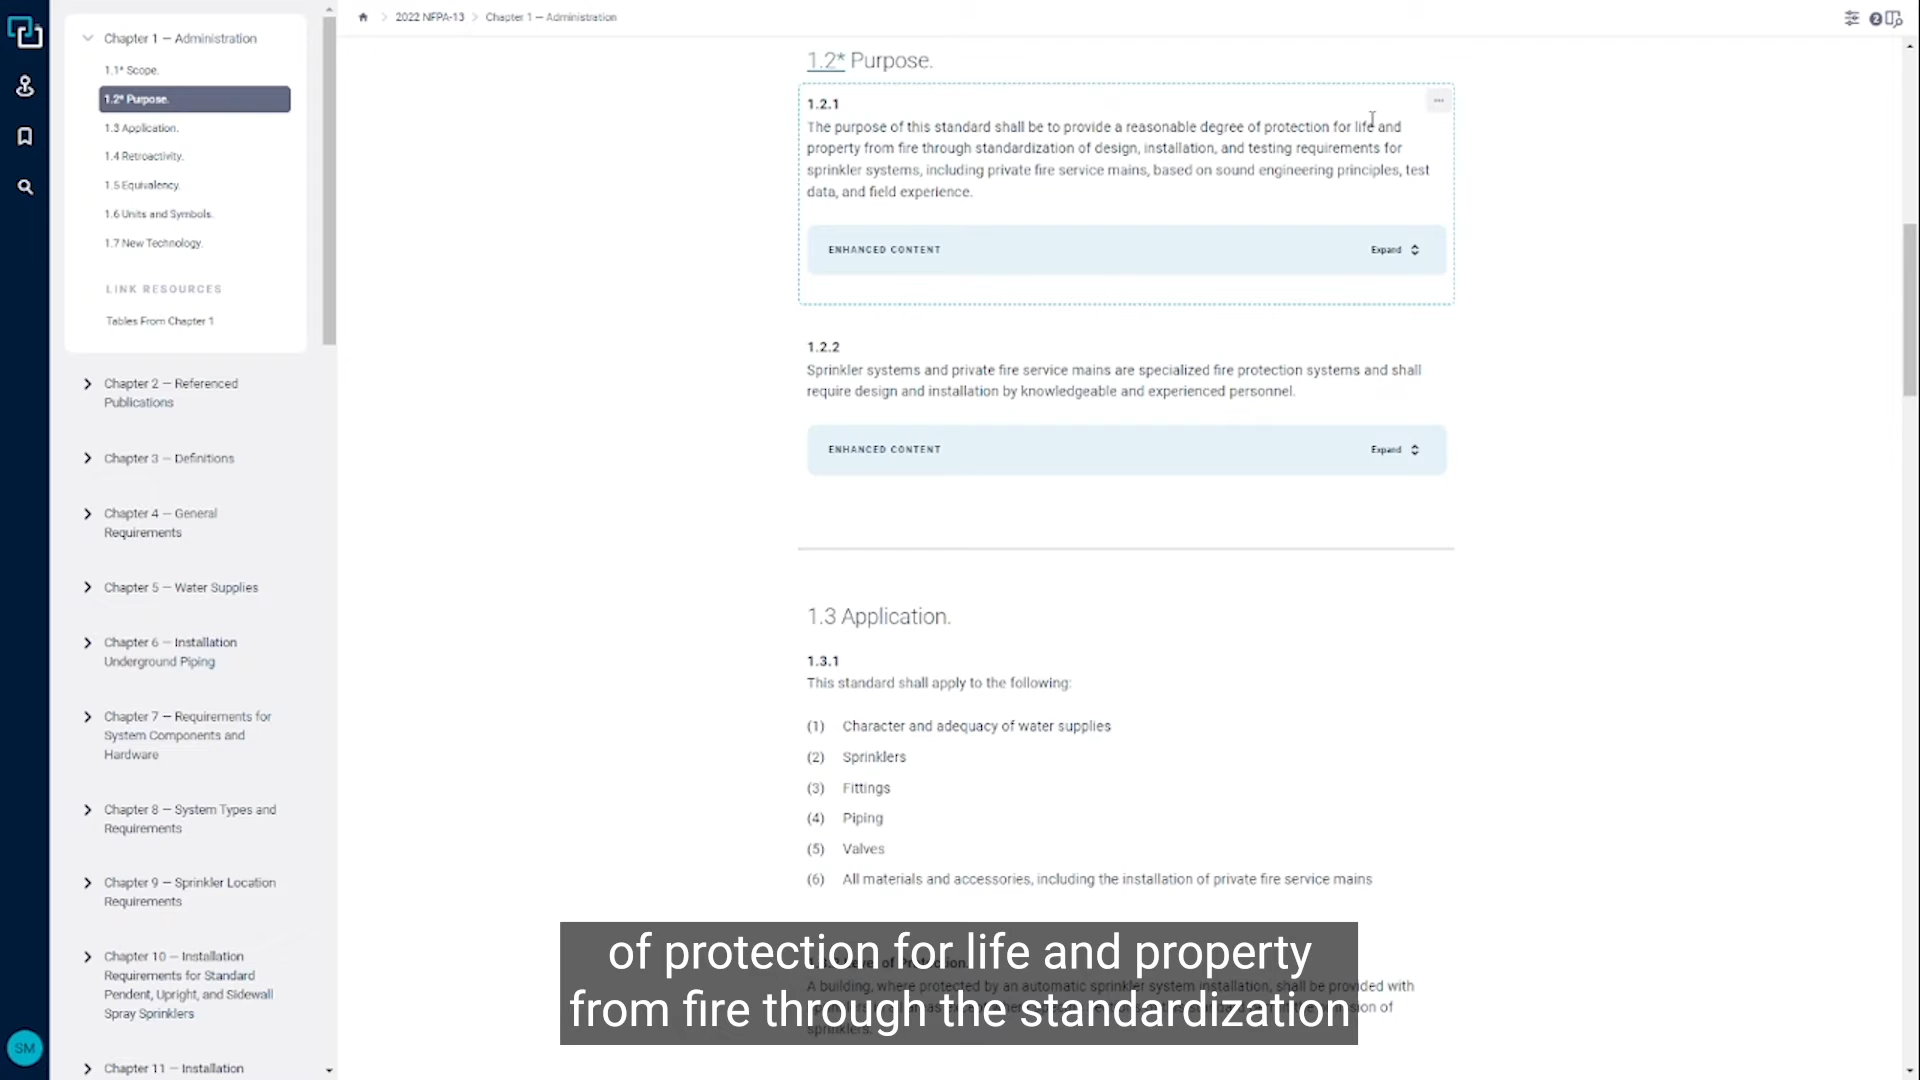 Chapter 1 — Administration
1.1* Scope.
1.2* Purpose.
1.3 Application.
1.4 Retroactivity.
1.5 Equivalency.
1.6 Units and Symbols.
1.7 New Technology.
LINK RESOURCES
Tables From Chapter 1
Chapter 2 — Referenced
Publications
Chapter 3 — Definitions
Chapter 4 — General
Requirements
Chapter 5 — Water Supplies
Chapter 6 — Installation
Underground Piping
Chapter 7 — Requirements for
System Components and
Hardware
Chapter 8 — System Types and
Requirements
Chapter 9 — Sprinkler Location
Requirements
Chapter 10 — Installation
Requirements for Standard
Pendent, Upright, and Sidewall
Spray Sprinklers
Chapter 11 — Installation
SM
2022 NFPA-13 > Chapter 1 — Administration
2
1.2* Purpose.
1.2.1
The purpose of this standard shall be to provide a reasonable degree of protection for life and
property from fire through standardization of design, installation, and testing requirements for
sprinkler systems, including private fire service mains, based on sound engineering principles, test
data, and field experience.
ENHANCED CONTENT Expand
1.2.2
Sprinkler systems and private fire service mains are specialized fire protection systems and shall
require design and installation by knowledgeable and experienced personnel.
ENHANCED CONTENT Expand
1.3 Application.
1.3.1
This standard shall apply to the following:
(1) Character and adequacy of water supplies
(2) Sprinklers
(3) Fittings
(4) Piping
(5) Valves
(6) All materials and accessories, including the installation of private fire service mains
of Protection
A building, where protected by an automatic sprinkler system installation, shall be provided with
sprinklers
of protection for life and property
from fire through the standardization